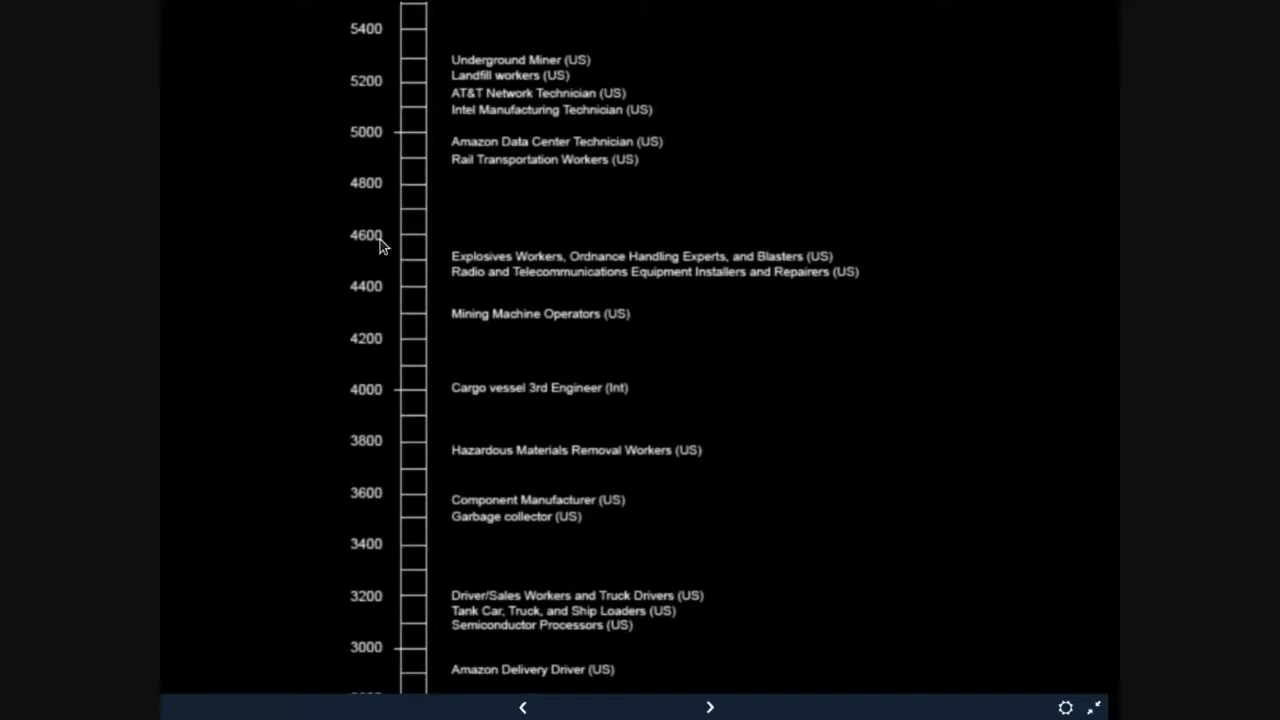 5400
Underground Miner (US)
Landfill workers (US)
5200
AT&T Network Technician (US)
Intel Manufacturing Technician (US)
5000
Amazon Data Center Technician (US)
Rail Transportation Workers (US)
4800
4600
Explosives Workers, Ordnance Handling Experts, and Blasters (US)
Radio and Telecommunications Equipment Installers and Repairers (US)
4400
Mining Machine Operators (US)
4200
4000
Cargo vessel 3rd Engineer (Int)
3800
Hazardous Materials Removal Workers (US)
3600
Component Manufacturer (US)
Garbage collector (US)
3400
3200
Driver/Sales Workers and Truck Drivers (US)
Tank Car, Truck, and Ship Loaders (US)
Semiconductor Processors (US)
3000
Amazon Delivery Driver (US)